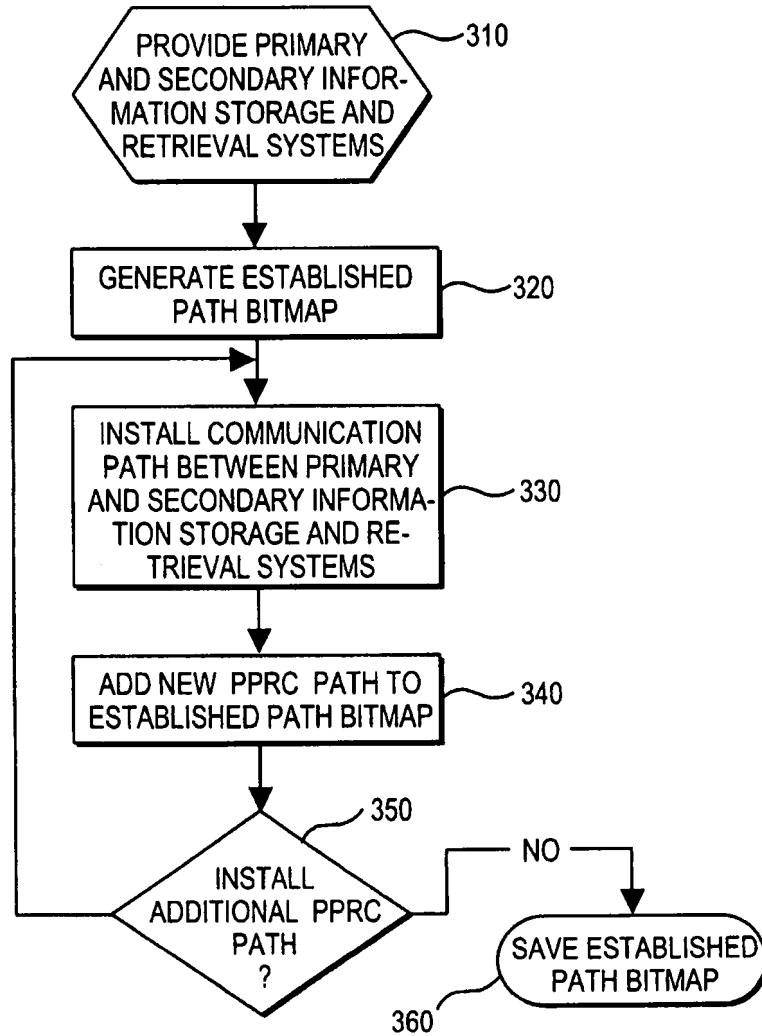 PROVIDE PRIMARY
AND SECONDARY INFOR-
MATION STORAGE AND
RETRIEVAL SYSTEMS
310
GENERATE ESTABLISHED
PATH BITMAP
320
INSTALL COMMUNICATION
PATH BETWEEN PRIMARY
AND SECONDARY INFORMA-
TION STORAGE AND RE-
TRIEVAL SYSTEMS
330
ADD NEW PPRC PATH TO
ESTABLISHED PATH BITMAP
340
350
INSTALL
ADDITIONAL PPRC
PATH
?
NO
SAVE ESTABLISHED
PATH BITMAP
360